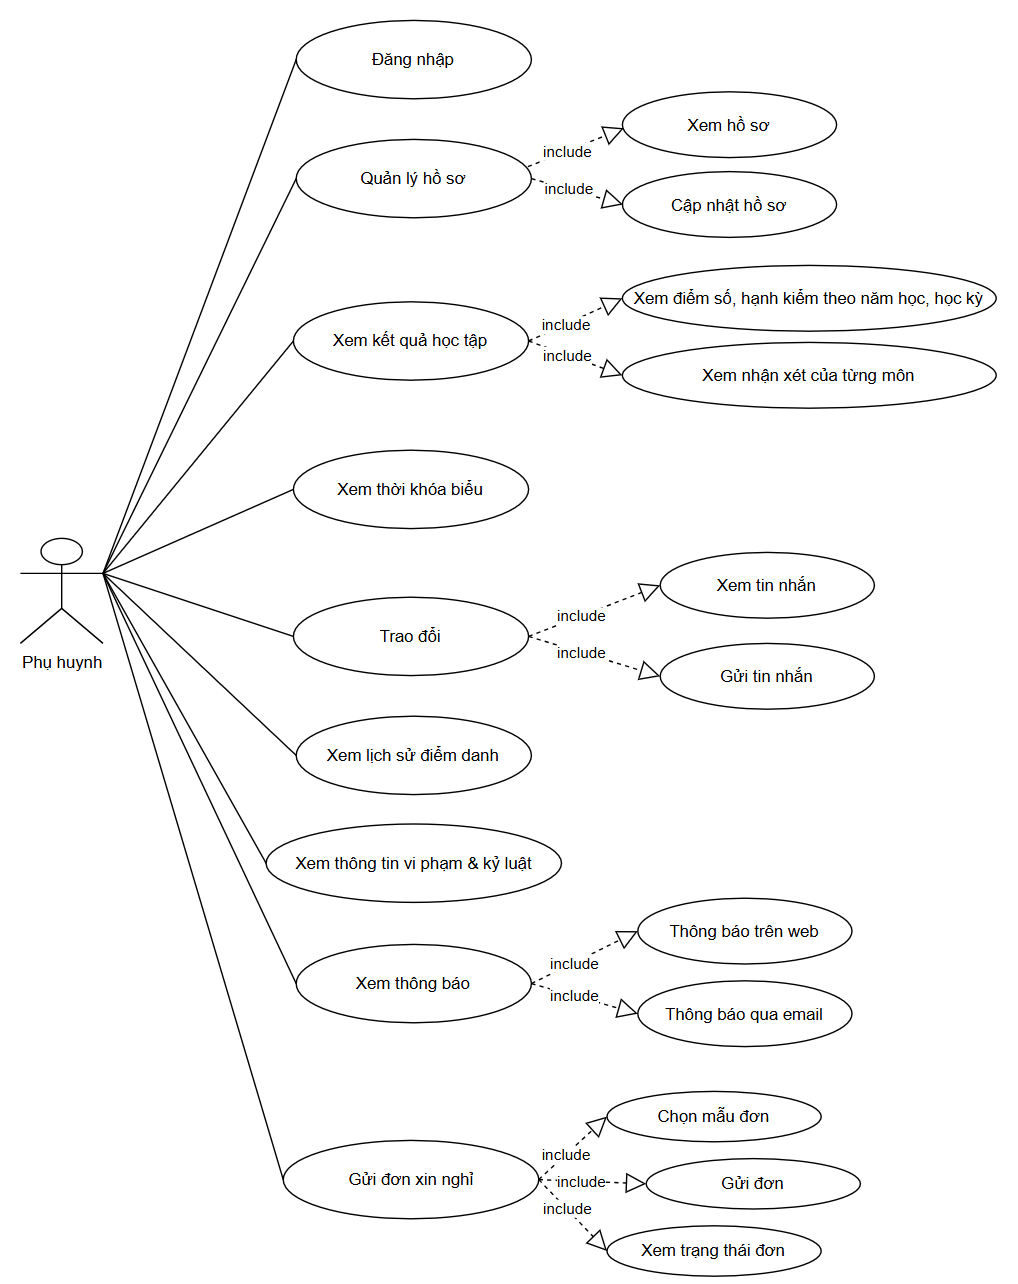 Đăng nhập
Xem hồ sơ
include
Quản lý hồ sơ
include
Cập nhật hồ sơ
Xem điểm số, hạnh kiểm theo năm học, học kỳ
include
Xem kết quả học tập
include
Xem nhận xét của từng môn
Xem thời khóa biểu
Xem tin nhắn
include
Trao đổi
include
Gửi tin nhắn
Phụ huynh
Xem lịch sử điểm danh
Xem thông tin vi phạm & kỷ luật
Thông báo trên web
include
Xem thông báo
include
Thông báo qua email
Chọn mẫu đơn
include
Gửi đơn xin nghỉ
include
Gửi đơn
include
Xem trạng thái đơn